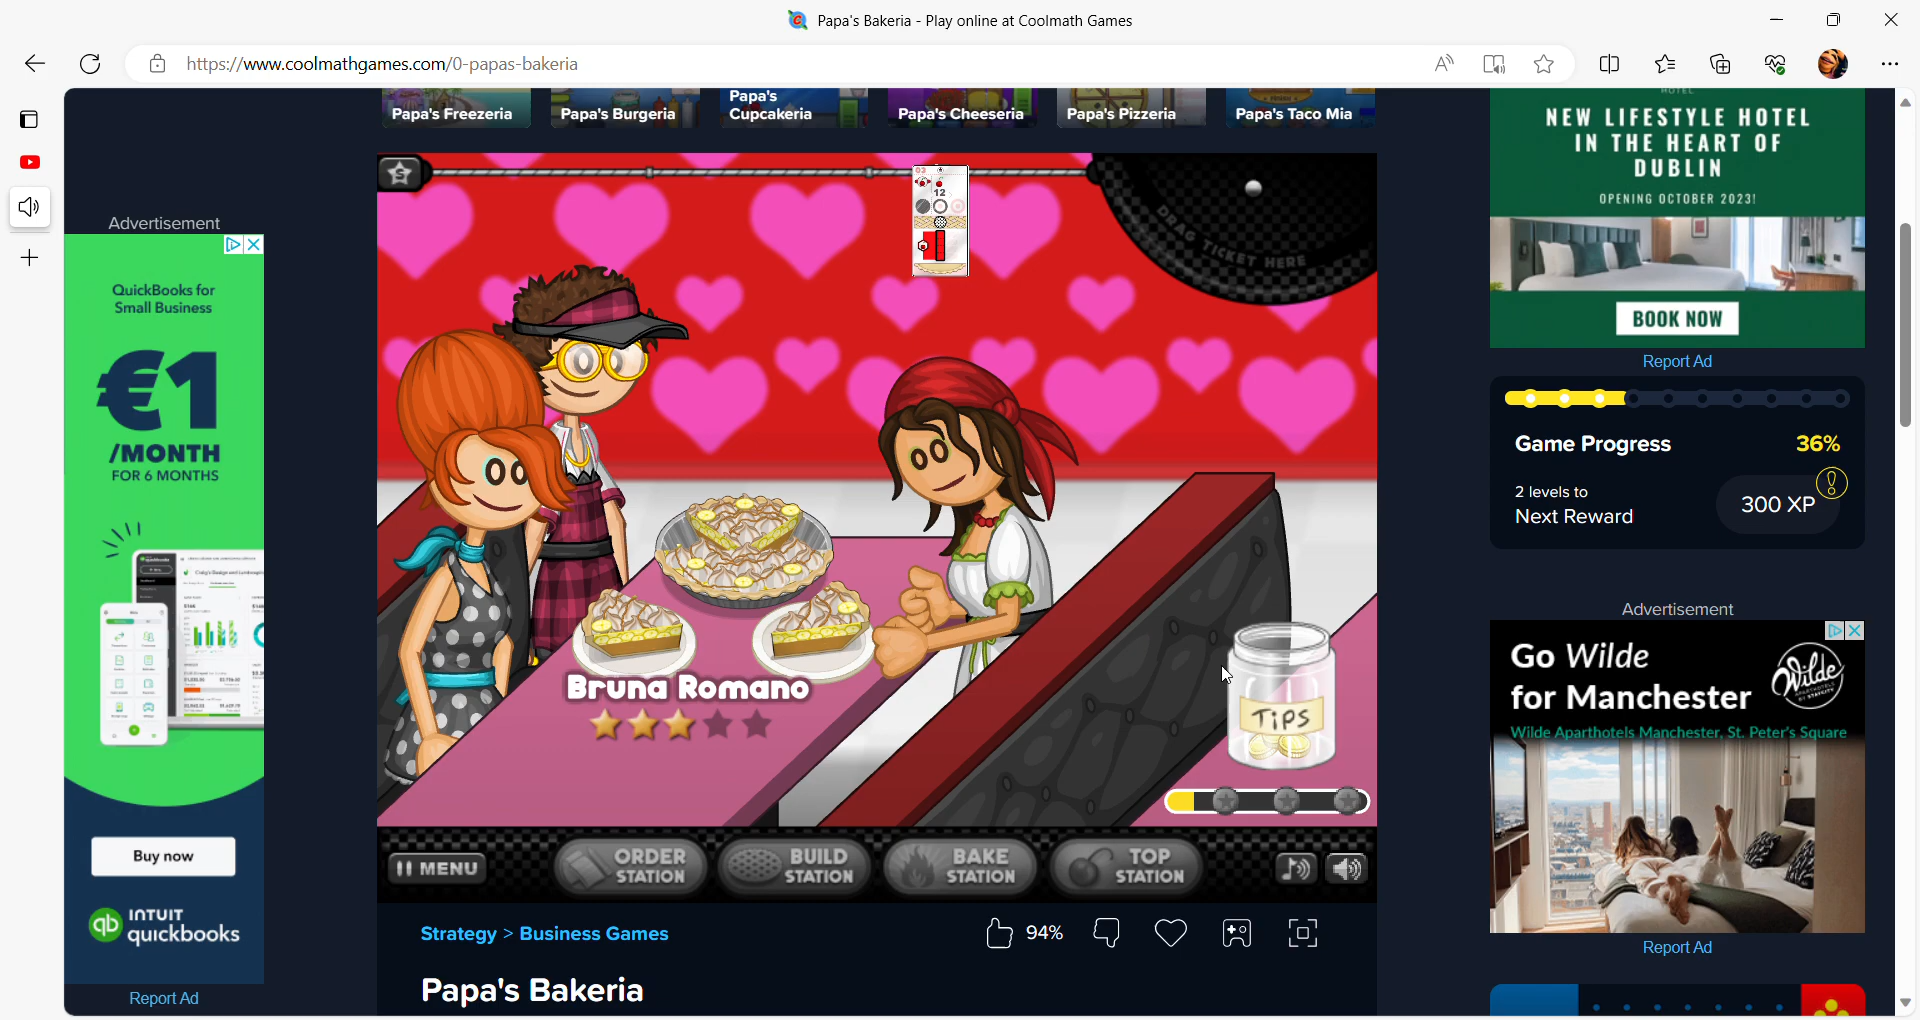 Papa's Bakeria - Play online at Coolmath Games
https://www.coolmathgames.com/0-papas-bakeria
Papa's Freezeria
Papa's Burgeria
Papa's
Cupcakeria
Papa's Cheeseria
Papa's Pizzeria
Papa's Taco Mia
Advertisement
QuickBooks for
Small Business
€1
/MONTH
FOR 6 MONTHS
Buy now
INTUIT
quickbooks
Report Ad
03
12
DRAG TICKET HERE
Bruna Romano
TIPS
MENU
ORDER
STATION
BUILD
STATION
BAKE
STATION
TOP
STATION
Strategy > Business Games
94%
Papa's Bakeria
HOTEL
NEW LIFESTYLE HOTEL
IN THE HEART OF
DUBLIN
OPENING OCTOBER 2023!
BOOK NOW
Report Ad
Game Progress
36%
2 levels to
Next Reward
300 XP
Advertisement
Go Wilde
for Manchester
Wilde
Wilde Aparthotels Manchester, St. Peter's Square
Report Ad